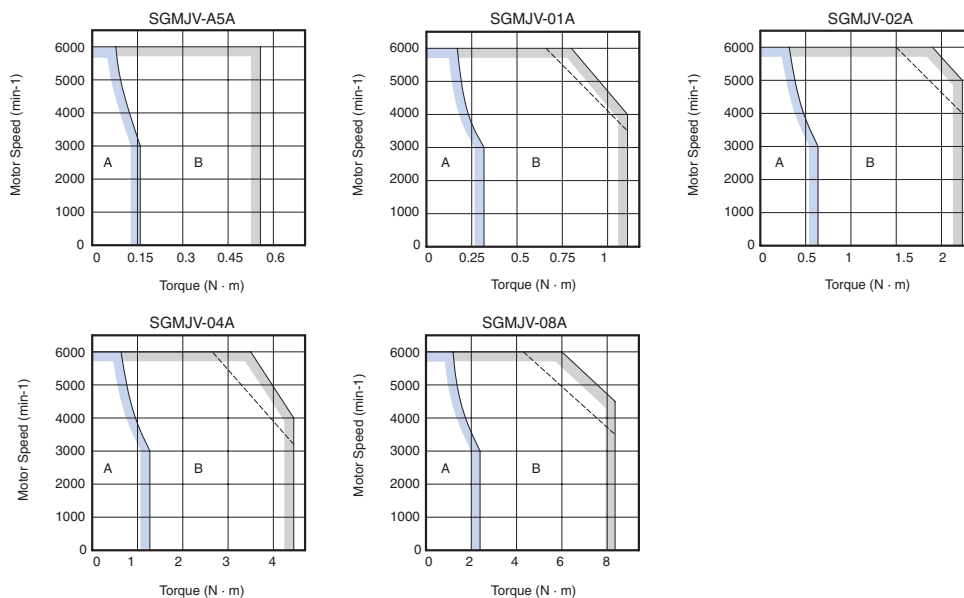 SGMJV-A5A
Motor Speed (min-1)
6000
5000
4000
3000
2000
1000
0
A
B
0 0.15 0.3 0.45 0.6
Torque (N · m)
SGMJV-01A
Motor Speed (min-1)
6000
5000
4000
3000
2000
1000
0
A
B
0 0.25 0.5 0.75 1
Torque (N · m)
SGMJV-02A
Motor Speed (min-1)
6000
5000
4000
3000
2000
1000
0
A
B
0 0.5 1 1.5 2
Torque (N · m)
SGMJV-04A
Motor Speed (min-1)
6000
5000
4000
3000
2000
1000
0
A
B
0 1 2 3 4
Torque (N · m)
SGMJV-08A
Motor Speed (min-1)
6000
5000
4000
3000
2000
1000
0
A
B
0 2 4 6 8
Torque (N · m)